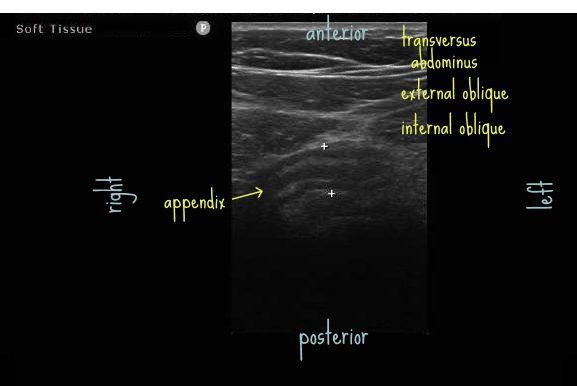 Soft Tissue
P
anterior
transversus
abdominus
external oblique
internal oblique
right
appendix
left
posterior